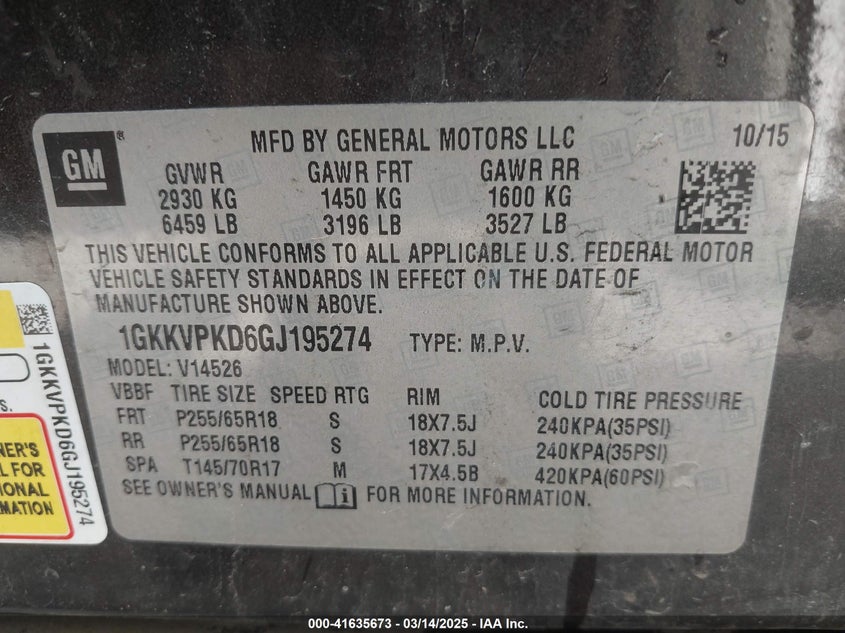 GM
MFD BY GENERAL MOTORS LLC 10/15
GVWR GAWR FRT GAWR RR
2930 KG 1450 KG 1600 KG
6459 LB 3196 LB 3527 LB
THIS VEHICLE CONFORMS TO ALL APPLICABLE U.S. FEDERAL MOTOR
VEHICLE SAFETY STANDARDS IN EFFECT ON THE DATE OF
MANUFACTURE SHOWN ABOVE.
1GKKVPKD6GJ195274 TYPE: M.P.V.
MODEL: V14526
VBBF TIRE SIZE SPEED RTG RIM COLD TIRE PRESSURE
FRT P255/65R18 S 18X7.5J 240KPA(35PSI)
RR P255/65R18 S 18X7.5J 240KPA(35PSI)
SPA T145/70R17 M 17X4.5B 420KPA(60PSI)
SEE OWNER'S MANUAL i FOR MORE INFORMATION.
1GKKVPKD6GJ195274
S.
NER'S
L FOR
IONAL
RMATION
000-41635673 - 03/14/2025 - IAA Inc.